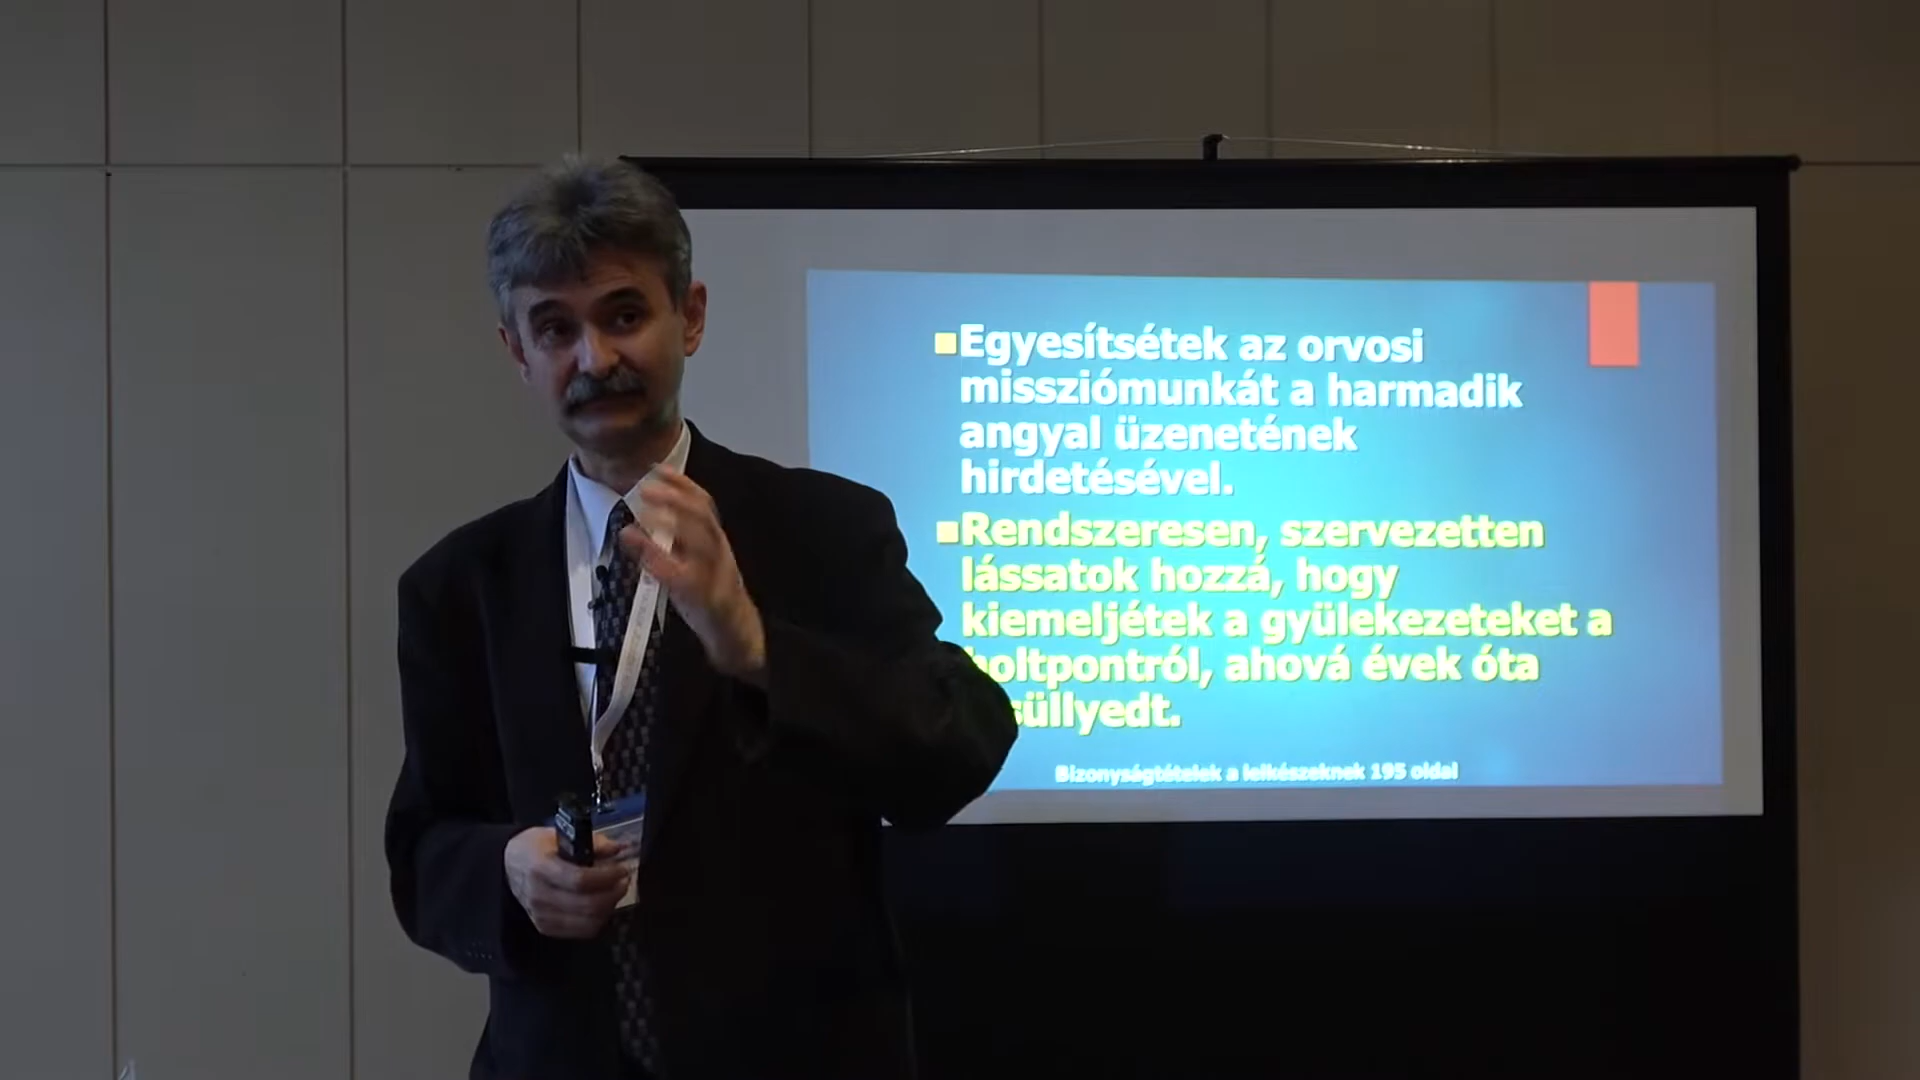 Egyesítsétek az orvosi
missziómunkát a harmadik
angyal üzenetének
hirdetésével.
Rendszeresen, szervezetten
lássatok hozzá, hogy
kiemeljétek a gyülekezeteket a
holtpontról, ahová évek óta
süllyedt.
Bizonyságtételek a lelkészeknek 195 oldal